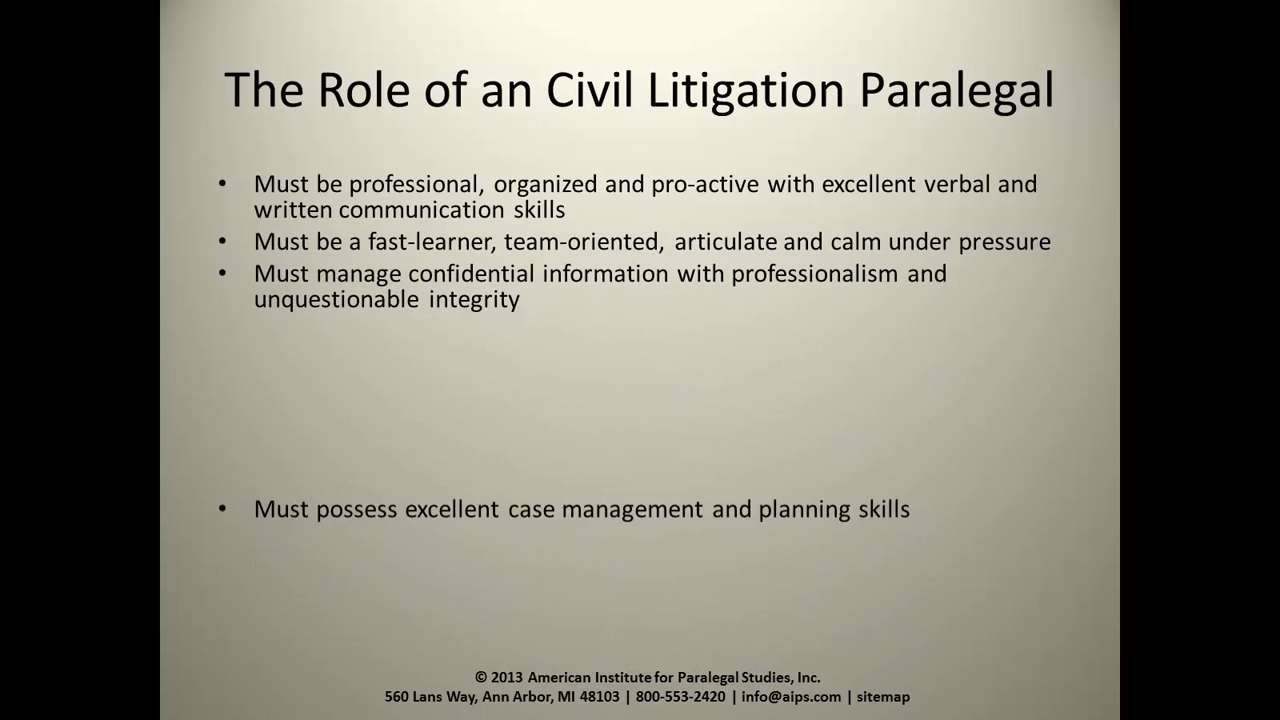 The Role of an Civil Litigation Paralegal
• Must be professional, organized and pro-active with excellent verbal and
written communication skills
• Must be a fast-learner, team-oriented, articulate and calm under pressure
• Must manage confidential information with professionalism and
unquestionable integrity
• Must possess excellent case management and planning skills
© 2013 American Institute for Paralegal Studies, Inc.
560 Lans Way, Ann Arbor, MI 48103 | 800-553-2420 | info@aips.com | sitemap